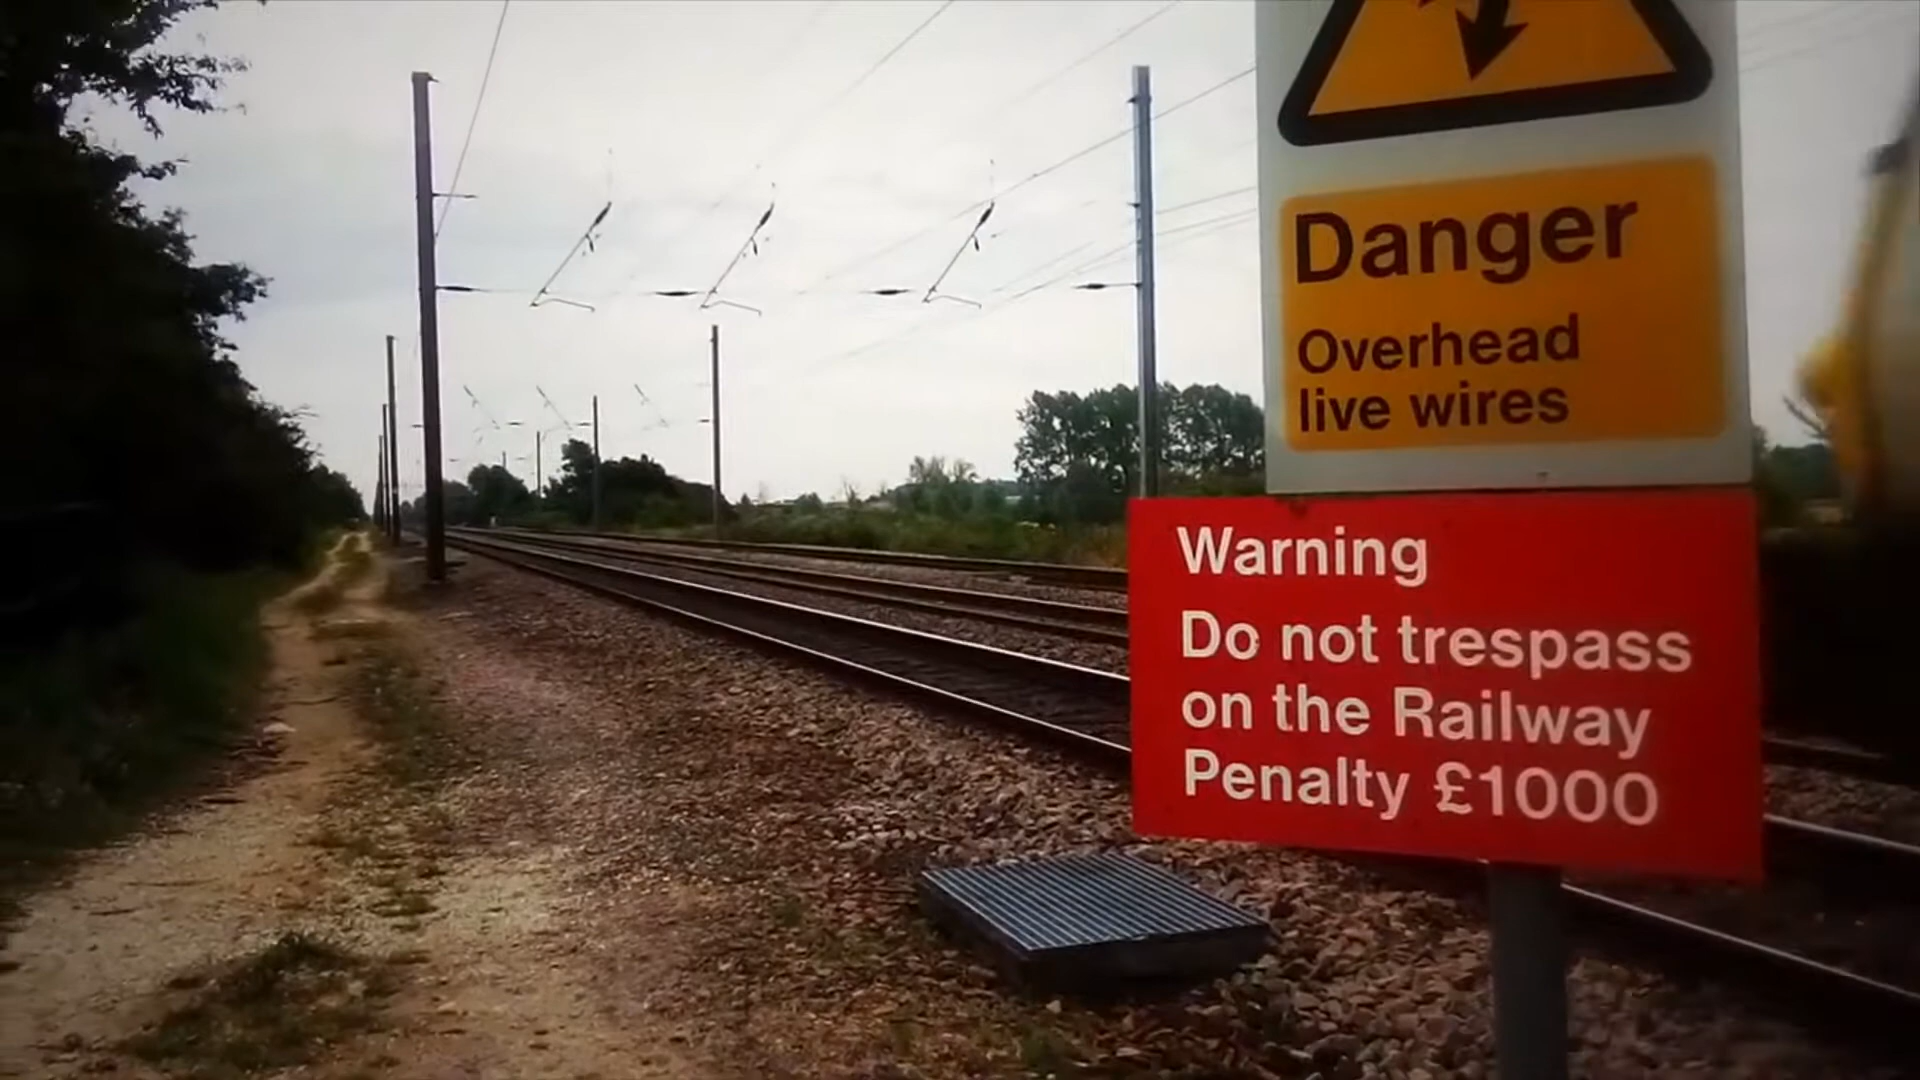 Danger
Overhead
live wires
Warning
Do not trespass
on the Railway
Penalty £1000